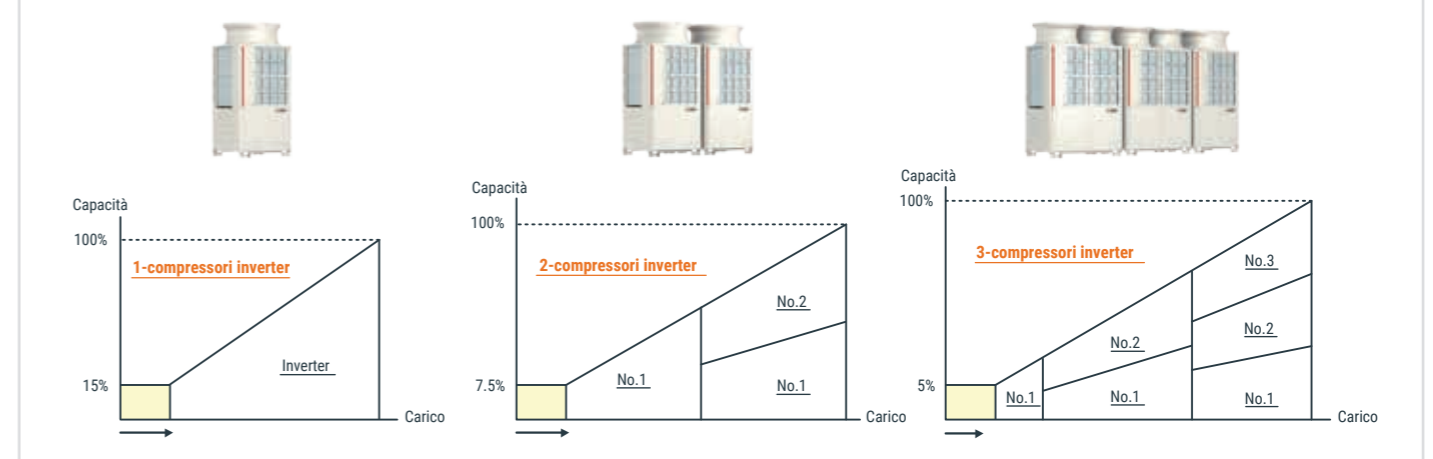 Capacità
100%
1-compressori inverter
Inverter
15%
Carico
Capacità
100%
2-compressori inverter
No.2
No.1
No.1
7.5%
Carico
Capacità
100%
3-compressori inverter
No.3
No.2
No.2
No.1
No.1
No.1
5%
Carico